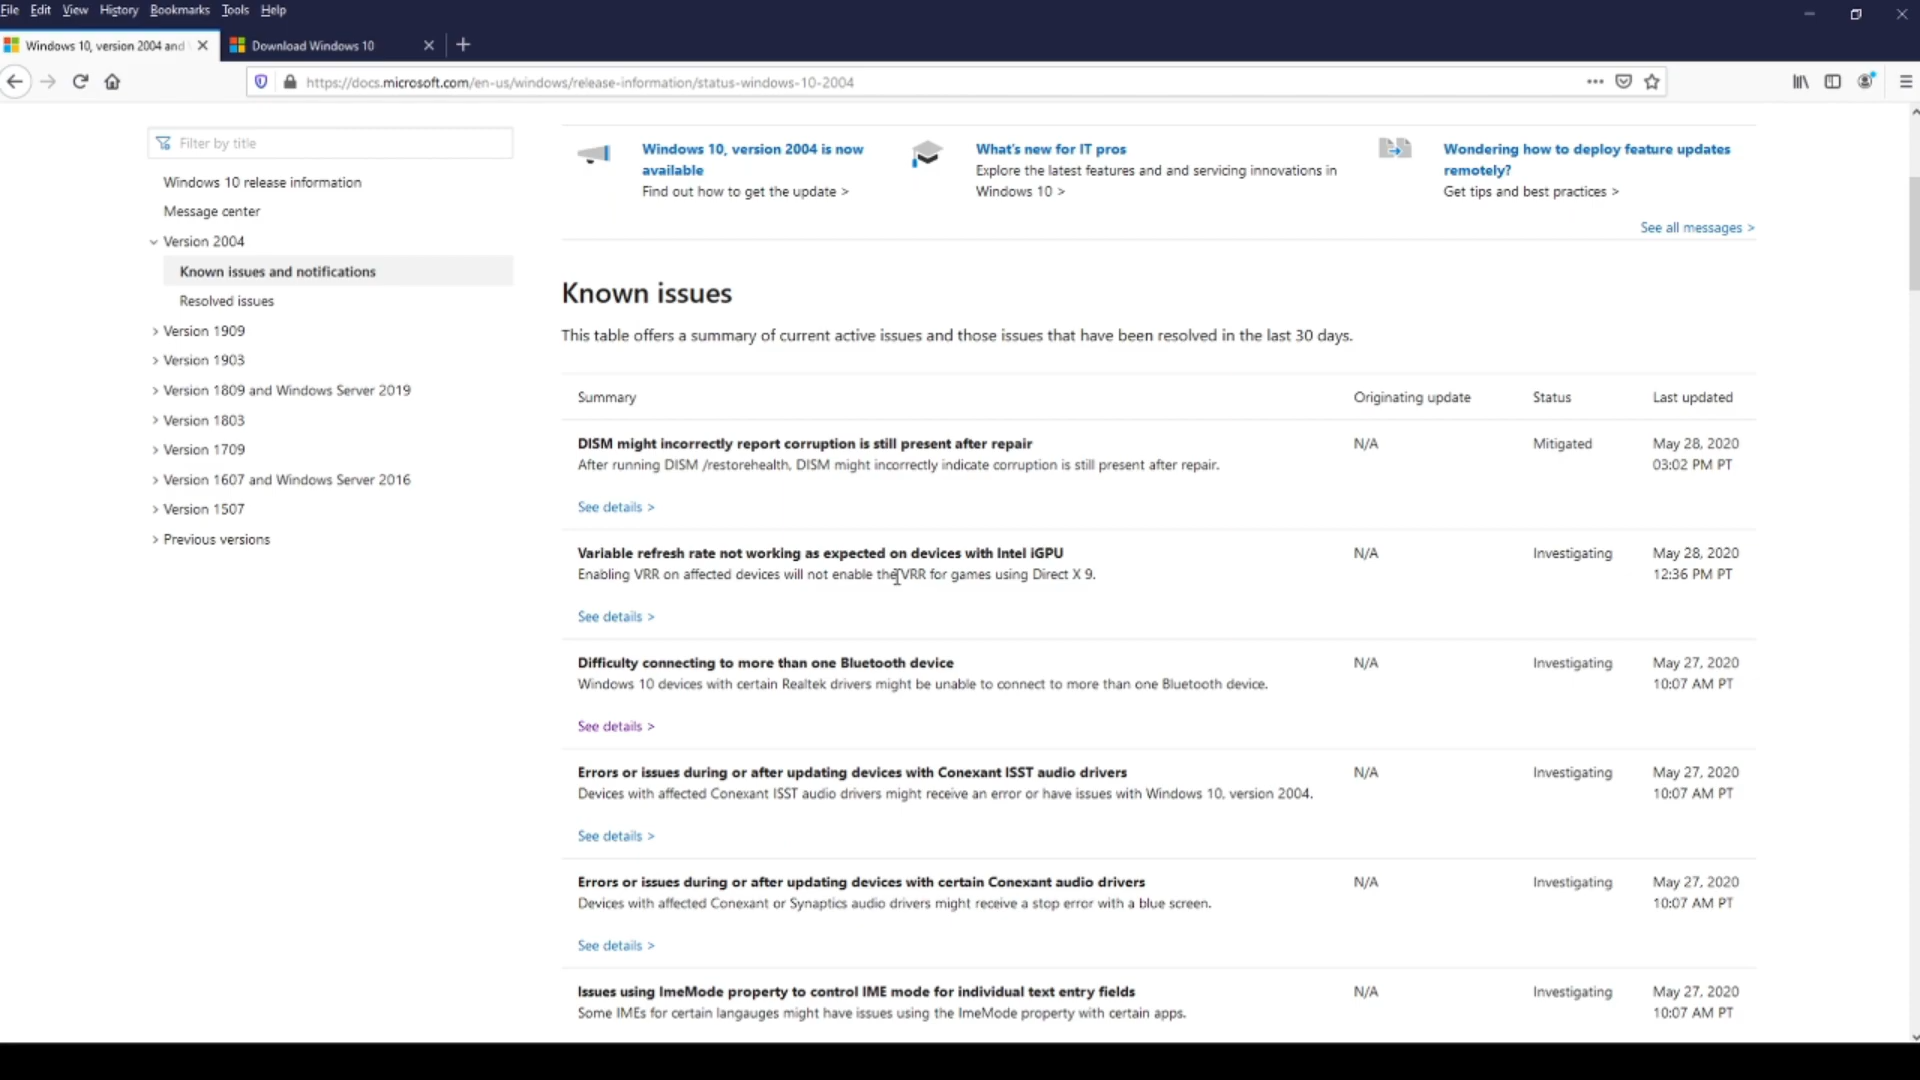 File Edit View History Bookmarks Tools Help
Windows 10, version 2004 and
Download Windows 10
https://docs.microsoft.com/en-us/windows/release-information/status-windows-10-2004
Filter by title
Windows 10 release information
Message center
Version 2004
Known issues and notifications
Resolved issues
Version 1909
Version 1903
Version 1809 and Windows Server 2019
Version 1803
Version 1709
Version 1607 and Windows Server 2016
Version 1507
Previous versions
Windows 10, version 2004 is now
available
Find out how to get the update >
What's new for IT pros
Explore the latest features and and servicing innovations in
Windows 10 >
Wondering how to deploy feature updates
remotely?
Get tips and best practices >
See all messages >
Known issues
This table offers a summary of current active issues and those issues that have been resolved in the last 30 days.
Summary Originating update Status Last updated
DISM might incorrectly report corruption is still present after repair N/A Mitigated May 28, 2020
After running DISM /restorehealth, DISM might incorrectly indicate corruption is still present after repair. 03:02 PM PT
See details >
Variable refresh rate not working as expected on devices with Intel iGPU N/A Investigating May 28, 2020
Enabling VRR on affected devices will not enable the VRR for games using Direct X 9. 12:36 PM PT
See details >
Difficulty connecting to more than one Bluetooth device N/A Investigating May 27, 2020
Windows 10 devices with certain Realtek drivers might be unable to connect to more than one Bluetooth device. 10:07 AM PT
See details >
Errors or issues during or after updating devices with Conexant ISST audio drivers N/A Investigating May 27, 2020
Devices with affected Conexant ISST audio drivers might receive an error or have issues with Windows 10, version 2004. 10:07 AM PT
See details >
Errors or issues during or after updating devices with certain Conexant audio drivers N/A Investigating May 27, 2020
Devices with affected Conexant or Synaptics audio drivers might receive a stop error with a blue screen. 10:07 AM PT
See details >
Issues using ImeMode property to control IME mode for individual text entry fields N/A Investigating May 27, 2020
Some IMEs for certain langauges might have issues using the ImeMode property with certain apps. 10:07 AM PT